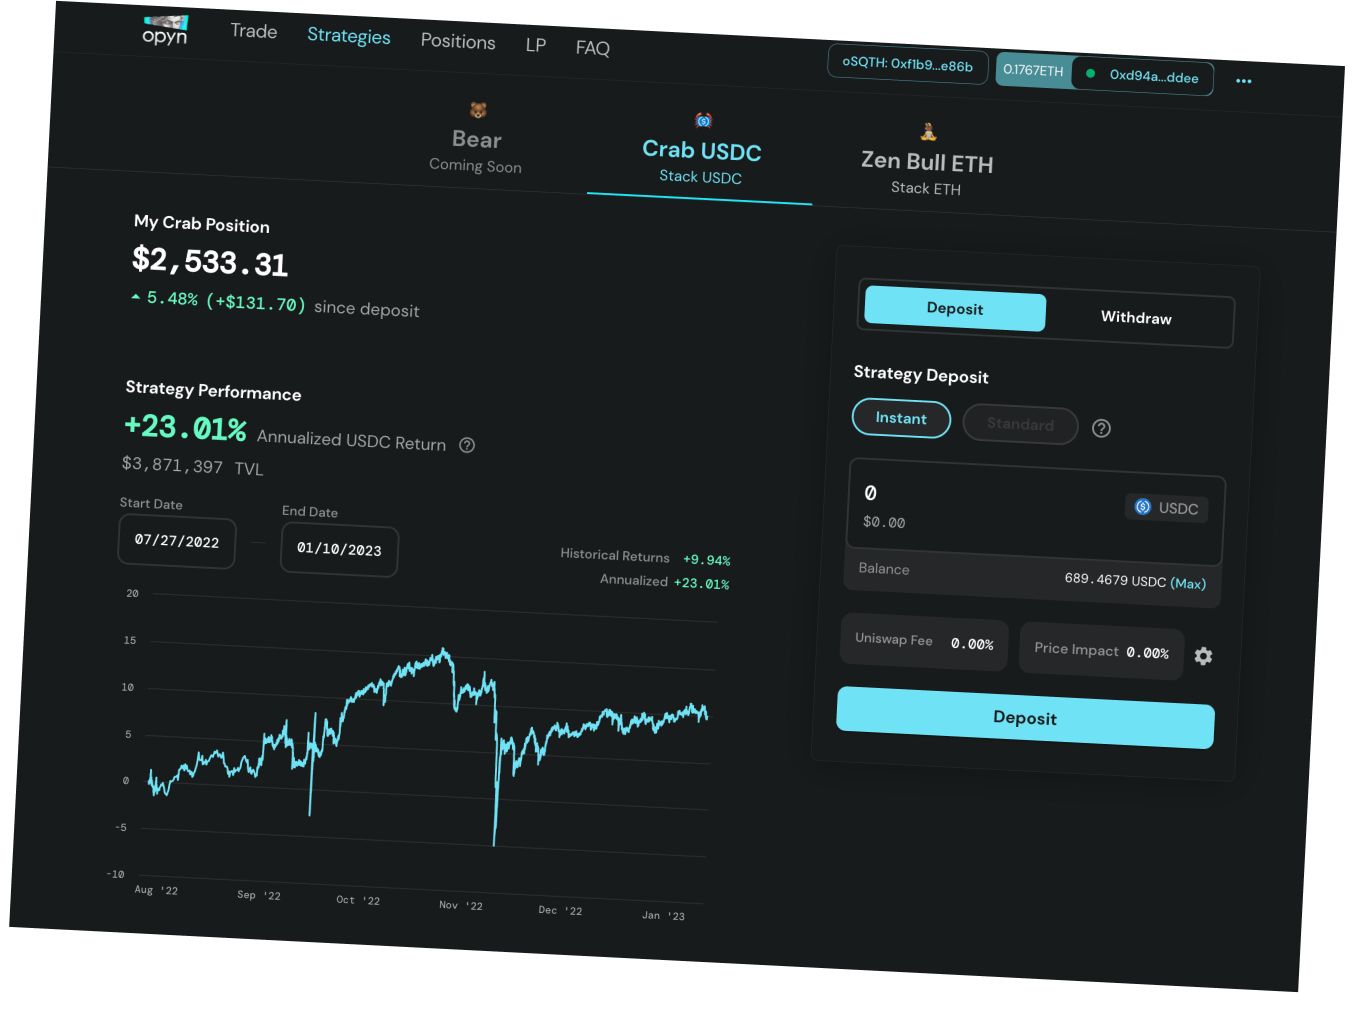 opyn Trade Strategies Positions LP FAQ
oSQTH: 0xf1b9...e86b 0.1767ETH 0xd94a...ddee
Bear
Coming Soon
Crab USDC
Stack USDC
Zen Bull ETH
Stack ETH
My Crab Position
$2,533.31
5.48% (+$131.70) since deposit
Strategy Performance
+23.01% Annualized USDC Return ?
$3,871,397 TVL
Start Date
07/27/2022
—
End Date
01/10/2023
Historical Returns +9.94%
Annualized +23.01%
20
15
10
5
0
-5
-10
Aug '22 Sep '22 Oct '22 Nov '22 Dec '22 Jan '23
Deposit Withdraw
Strategy Deposit
Instant Standard ?
0 USDC
$0.00
Balance 689.4679 USDC (Max)
Uniswap Fee 0.00% Price Impact 0.00%
Deposit